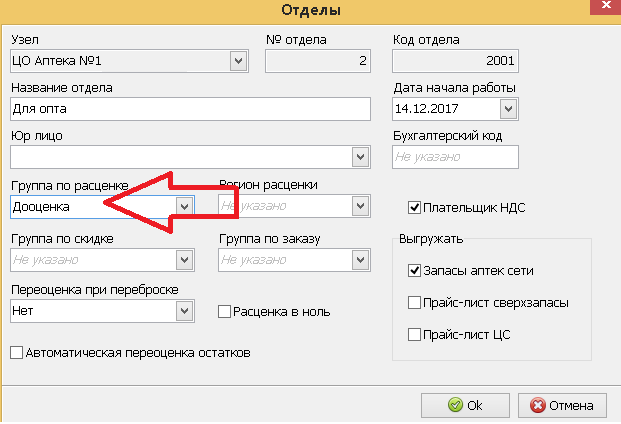 Отделы
Узел № отдела Код отдела
ЦО Аптека №1 2 2001
Название отдела Дата начала работы
Для опта 14.12.2017
Юр лицо Бухгалтерский код
Не указано
Группа по расценке Регион расценки
Дооценка Не указано Плательщик НДС
Группа по скидке Группа по заказу Выгружать
Не указано Не указано Запасы аптек сети
Переоценка при переброске Прайс-лист сверхзапасы
Нет Расценка в ноль
Прайс-лист ЦС
Автоматическая переоценка остатков
Ok Отмена